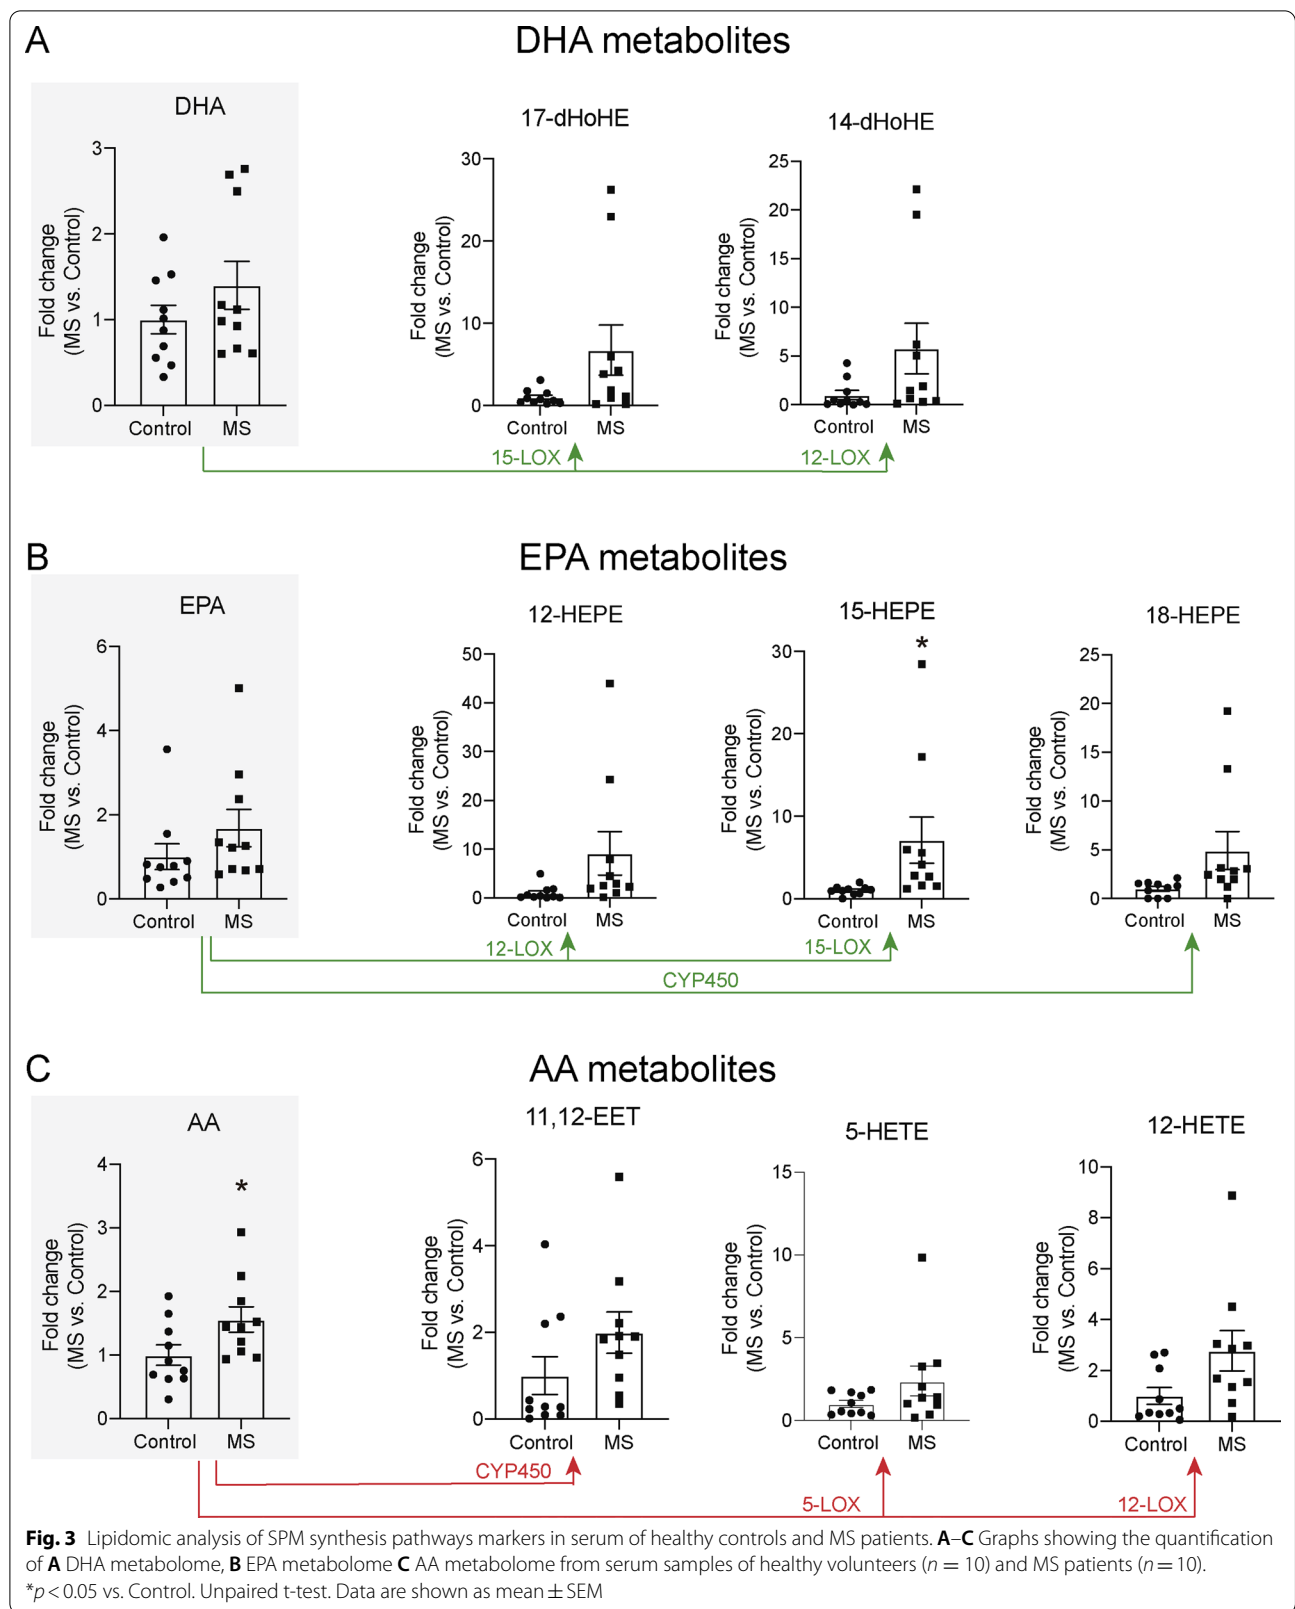 A
DHA metabolites
DHA
Fold change
(MS vs. Control)
3
2
1
0
Control
MS
17-dHoHE
Fold change
(MS vs. Control)
30
20
10
0
Control
MS
14-dHoHE
Fold change
(MS vs. Control)
25
20
15
10
5
0
Control
MS
15-LOX
12-LOX
B
EPA metabolites
EPA
Fold change
(MS vs. Control)
6
4
2
0
Control
MS
12-HEPE
Fold change
(MS vs. Control)
50
40
30
20
10
0
Control
MS
15-HEPE
*
Fold change
(MS vs. Control)
30
20
10
0
Control
MS
18-HEPE
Fold change
(MS vs. Control)
25
20
15
10
5
0
Control
MS
12-LOX
15-LOX
CYP450
C
AA metabolites
AA
*
Fold change
(MS vs. Control)
4
3
2
1
0
Control
MS
11,12-EET
Fold change
(MS vs. Control)
6
4
2
0
Control
MS
5-HETE
Fold change
(MS vs. Control)
15
10
5
0
Control
MS
12-HETE
Fold change
(MS vs. Control)
10
8
6
4
2
0
Control
MS
CYP450
5-LOX
12-LOX
Fig. 3 Lipidomic analysis of SPM synthesis pathways markers in serum of healthy controls and MS patients. A–C Graphs showing the quantification
of A DHA metabolome, B EPA metabolome C AA metabolome from serum samples of healthy volunteers (n = 10) and MS patients (n = 10).
*p < 0.05 vs. Control. Unpaired t-test. Data are shown as mean ± SEM